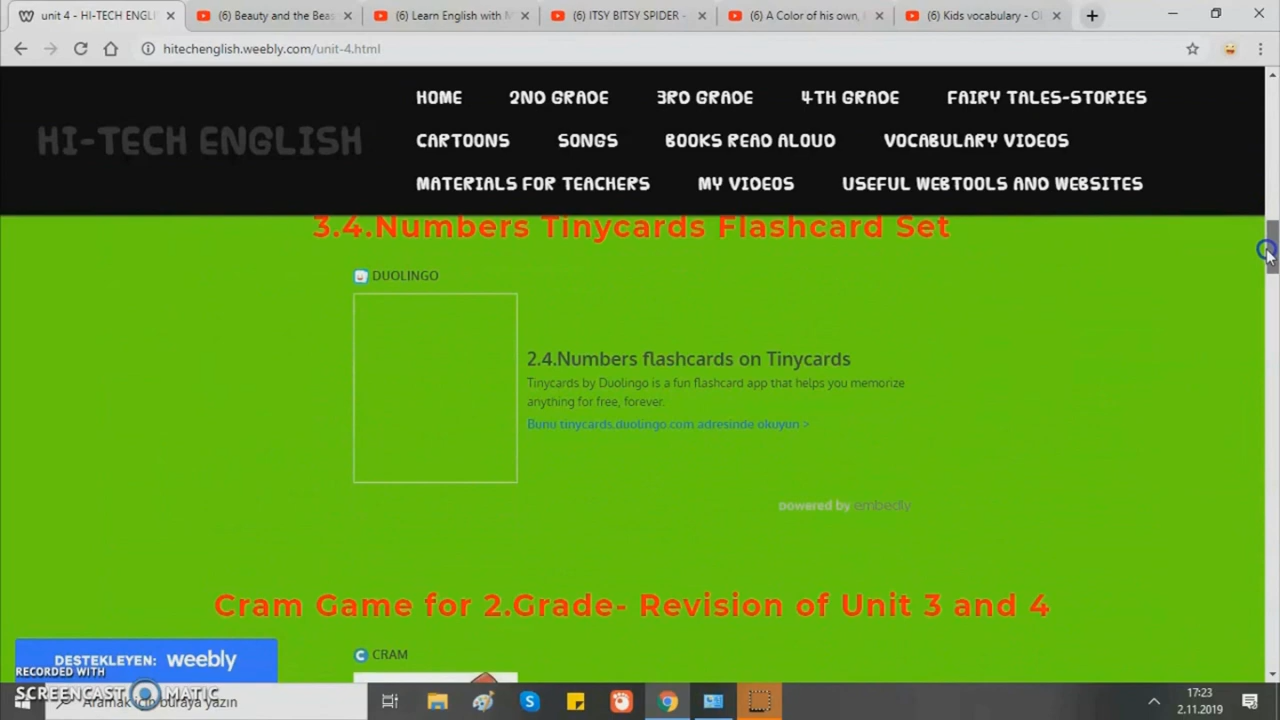 unit 4 - HI-TECH ENGLI
(6) Beauty and the Beas
(6) Learn English with
(6) ITSY BITSY SPIDER -
(6) A Color of his own,
(6) Kids vocabulary -
hitechenglish.weebly.com/unit-4.html
HI-TECH ENGLISH
HOME 2ND GRADE 3RD GRADE 4TH GRADE FAIRY TALES-STORIES
CARTOONS SONGS BOOKS READ ALOUD VOCABULARY VIDEOS
MATERIALS FOR TEACHERS MY VIDEOS USEFUL WEBTOOLS AND WEBSITES
3.4.Numbers Tinycards Flashcard Set
DUOLINGO
2.4.Numbers flashcards on Tinycards
Tinycards by Duolingo is a fun flashcard app that helps you memorize
anything for free, forever.
Bunu tinycards.duolingo.com adresinde okuyun >
powered by embedly
Cram Game for 2.Grade- Revision of Unit 3 and 4
CRAM
DESTEKLEYEN: weebly
RECORDED WITH
SCREENCAST MATIC
Aramak için buraya yazın
17:23
2.11.2019